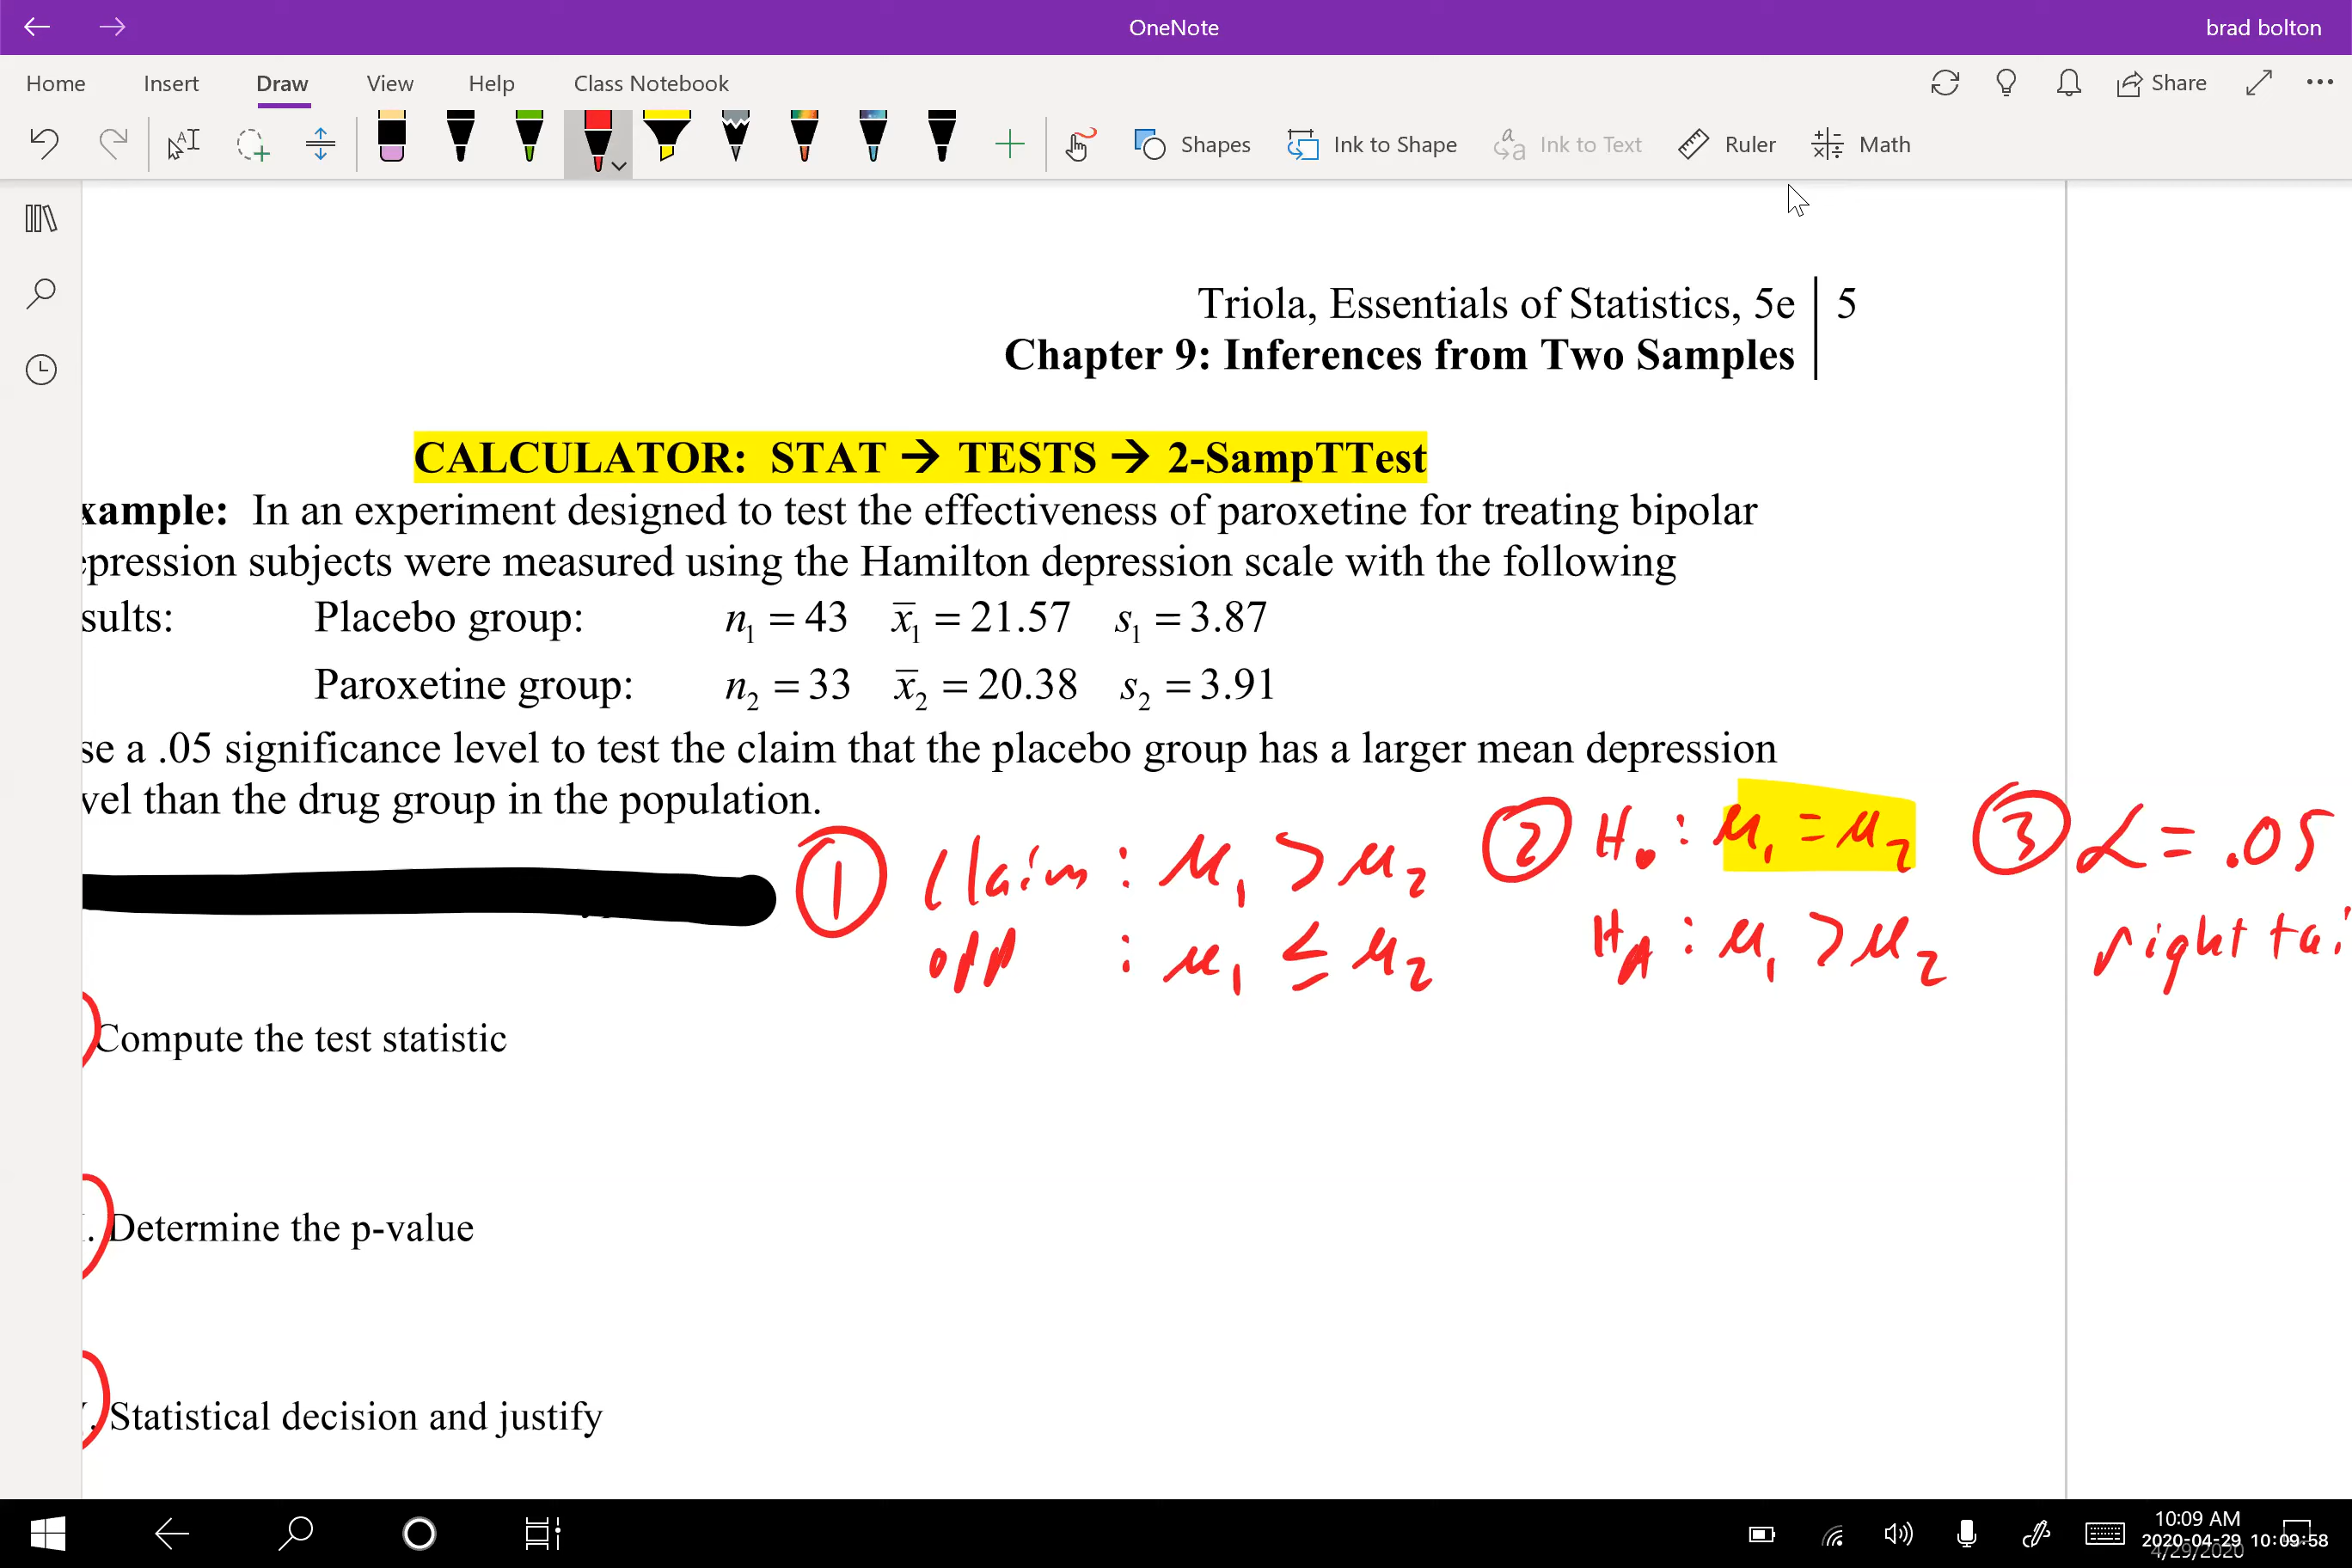 OneNote
brad bolton
Home Insert Draw View Help Class Notebook Share
Shapes Ink to Shape Ink to Text Ruler Math
Triola, Essentials of Statistics, 5e 5
Chapter 9: Inferences from Two Samples
CALCULATOR: STAT → TESTS → 2-SampTTest
xample: In an experiment designed to test the effectiveness of paroxetine for treating bipolar
epression subjects were measured using the Hamilton depression scale with the following
sults: Placebo group: n₁ = 43 x̄₁ = 21.57 s₁ = 3.87
Paroxetine group: n₂ = 33 x̄₂ = 20.38 s₂ = 3.91
se a .05 significance level to test the claim that the placebo group has a larger mean depression
vel than the drug group in the population.
① Claim: μ₁ > μ₂
opp : μ₁ ≤ μ₂
② H₀: μ₁ = μ₂
HA: μ₁ > μ₂
③ α = .05
right tai
Compute the test statistic
. Determine the p-value
. Statistical decision and justify
10:09 AM
2020-04-29 10:09:58
4/29/2020